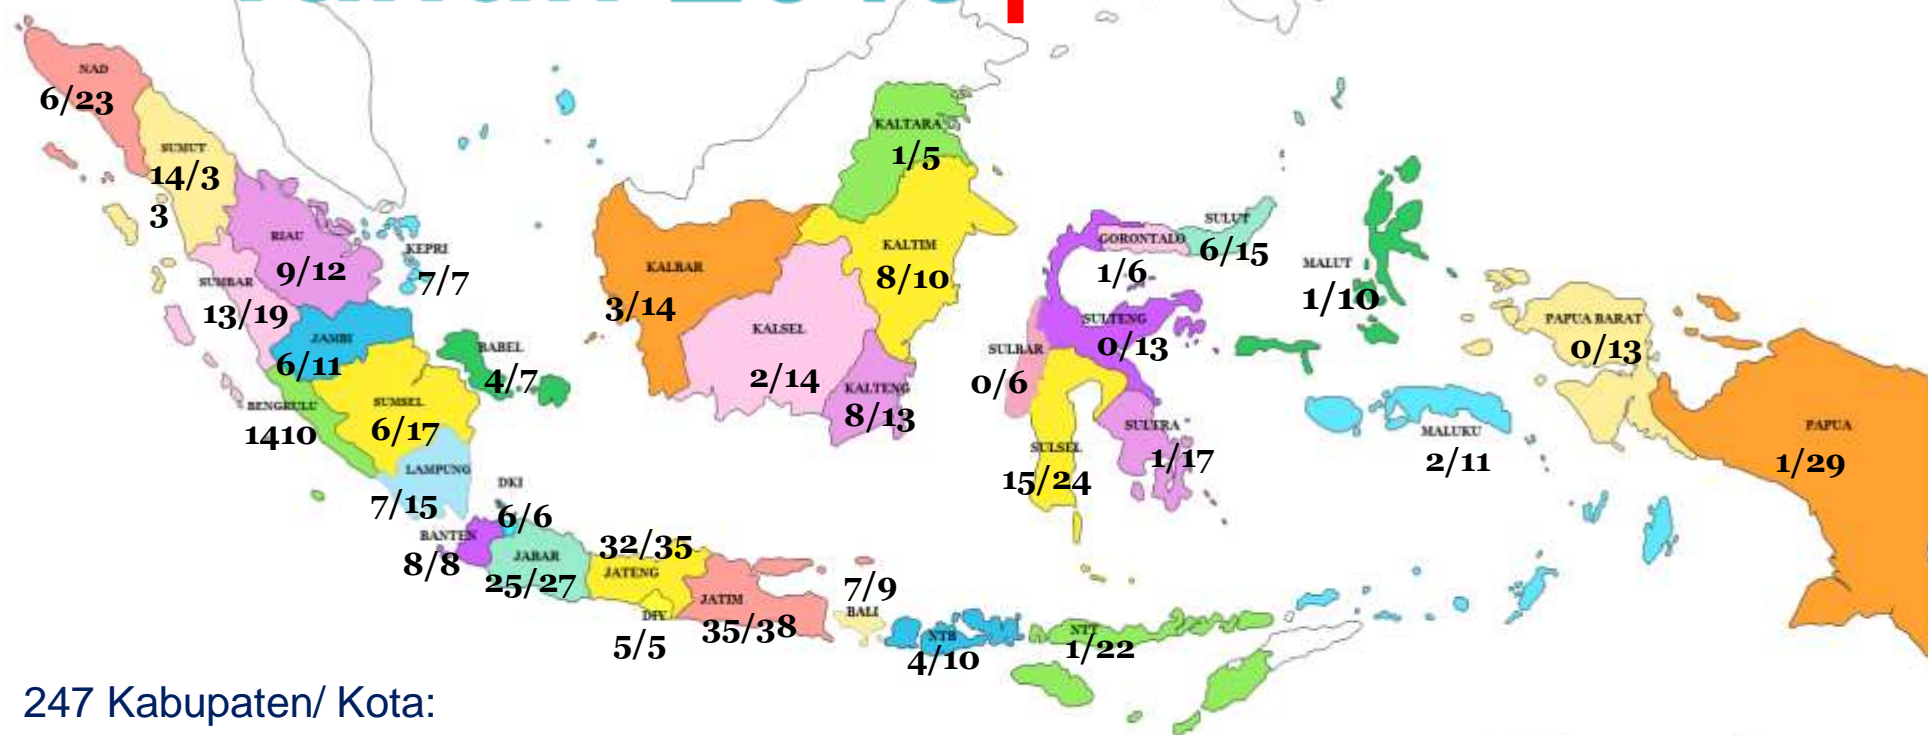 NAD
6/23
SUMUT
14/3
3
RIAU
9/12
KEPRI
7/7
SUMBAR
13/19
JAMBI
6/11
BABEL
4/7
BENGKULU
1410
SUMSEL
6/17
LAMPUNG
7/15
DKI
6/6
BANTEN
8/8
JABAR
25/27
32/35
JATENG
DIY
5/5
JATIM
35/38
7/9
BALI
NTB
4/10
NTT
1/22
KALBAR
3/14
KALTARA
1/5
KALTIM
8/10
KALSEL
2/14
KALTENG
8/13
GORONTALO
1/6
SULUT
6/15
SULTENG
0/13
SULBAR
0/6
SULSEL
15/24
SULTRA
1/17
MALUT
1/10
MALUKU
2/11
PAPUA BARAT
0/13
PAPUA
1/29
247 Kabupaten/ Kota: